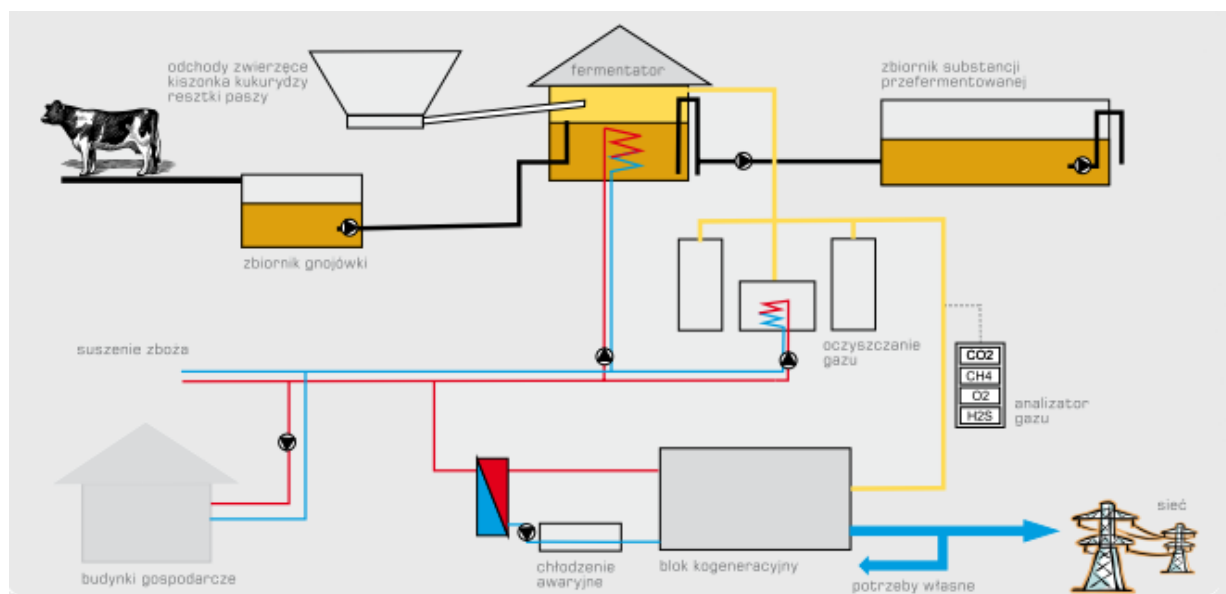 odchody zwierzęce
kiszonka kukurydzy
resztki paszy
fermentator
zbiornik substancji
przefermentowanej
zbiornik gnojówki
suszenie zboża
oczyszczanie
gazu
CO2
CH4
O2
H2S
analizator
gazu
sieć
budynki gospodarcze
chłodzenie
awaryjne
blok kogeneracyjny
potrzeby własne